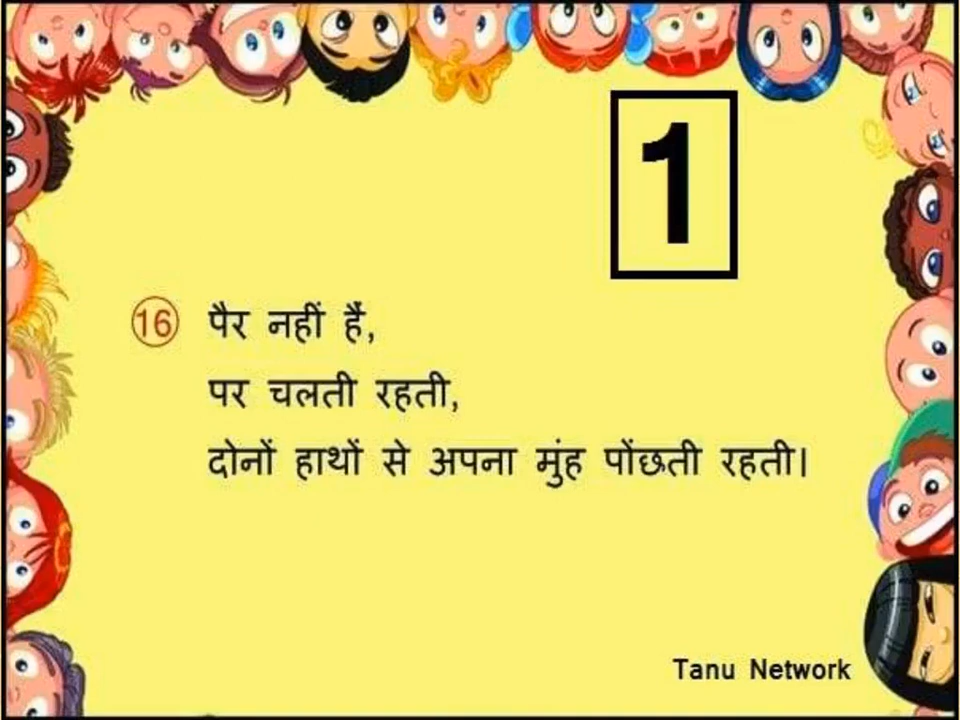 1
16 पैर नहीं हैं,
पर चलती रहती,
दोनों हाथों से अपना मुंह पोंछती रहती।
Tanu Network